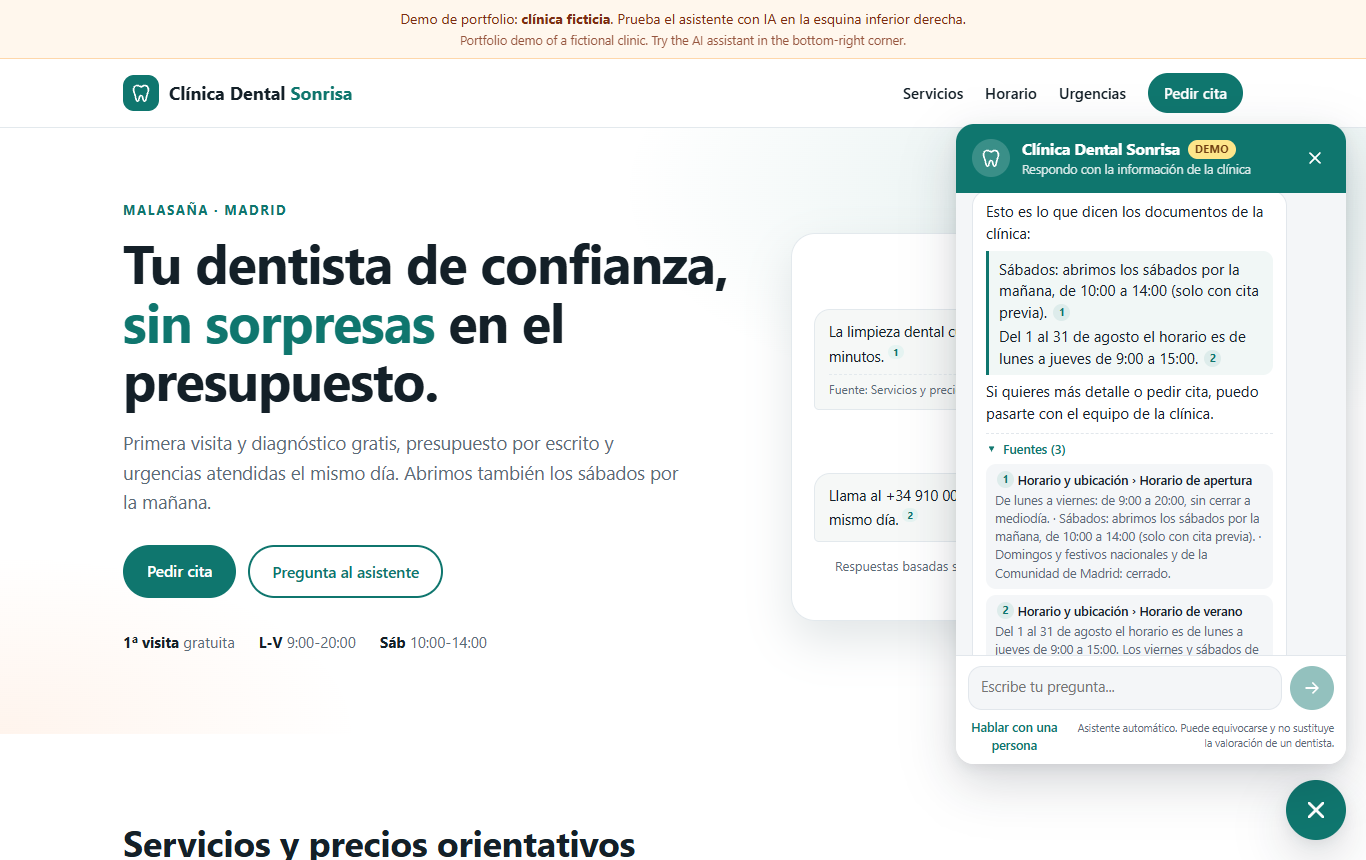 Demo de portfolio: clínica ficticia. Prueba el asistente con IA en la esquina inferior derecha.
Portfolio demo of a fictional clinic. Try the AI assistant in the bottom-right corner.
Clínica Dental Sonrisa
Servicios
Horario
Urgencias
Pedir cita
MALASAÑA · MADRID
Tu dentista de confianza,
sin sorpresas en el
presupuesto.
Primera visita y diagnóstico gratis, presupuesto por escrito y
urgencias atendidas el mismo día. Abrimos también los sábados por
la mañana.
Pedir cita
Pregunta al asistente
1ª visita gratuita
L-V 9:00-20:00
Sáb 10:00-14:00
La limpieza dental
minutos. 1
Fuente: Servicios y
Llama al +34 910 00
mismo día. 2
Respuestas basadas
Clínica Dental Sonrisa DEMO
Respondo con la información de la clínica
Esto es lo que dicen los documentos de la
clínica:
Sábados: abrimos los sábados por la
mañana, de 10:00 a 14:00 (solo con cita
previa). 1
Del 1 al 31 de agosto el horario es de
lunes a jueves de 9:00 a 15:00. 2
Si quieres más detalle o pedir cita, puedo
pasarte con el equipo de la clínica.
▼ Fuentes (3)
1 Horario y ubicación › Horario de apertura
De lunes a viernes: de 9:00 a 20:00, sin cerrar a
mediodía. · Sábados: abrimos los sábados por la
mañana, de 10:00 a 14:00 (solo con cita previa). ·
Domingos y festivos nacionales y de la
Comunidad de Madrid: cerrado.
2 Horario y ubicación › Horario de verano
Del 1 al 31 de agosto el horario es de lunes a
jueves de 9:00 a 15:00. Los viernes y sábados de
Escribe tu pregunta...
Hablar con una
persona
Asistente automático. Puede equivocarse y no sustituye
la valoración de un dentista.
Servicios y precios orientativos